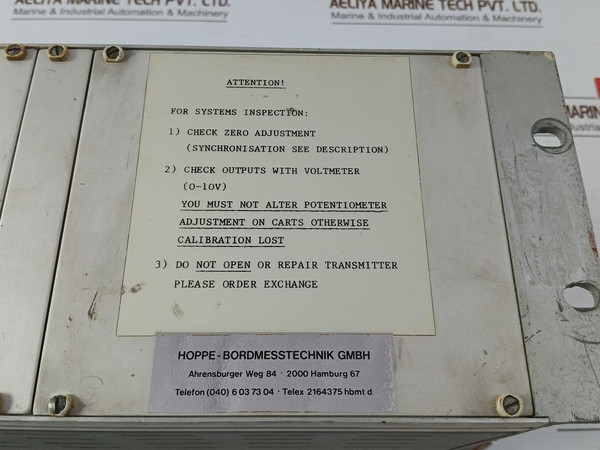 AELIYA MARINE TECH PVT. LTD.
Marine & Industrial Automation & Machinery
AELIYA MARINE TECH PVT. LTD.
Marine & Industrial Automation & Machinery
ATTENTION!
FOR SYSTEMS INSPECTION:
1) CHECK ZERO ADJUSTMENT
(SYNCHRONISATION SEE DESCRIPTION)
2) CHECK OUTPUTS WITH VOLTMETER
(0-10V)
YOU MUST NOT ALTER POTENTIOMETER
ADJUSTMENT ON CARTS OTHERWISE
CALIBRATION LOST
3) DO NOT OPEN OR REPAIR TRANSMITTER
PLEASE ORDER EXCHANGE
HOPPE-BORDMESSTECHNIK GMBH
Ahrensburger Weg 84 · 2000 Hamburg 67
Telefon (040) 6 03 73 04 · Telex 2164375 hbmt d